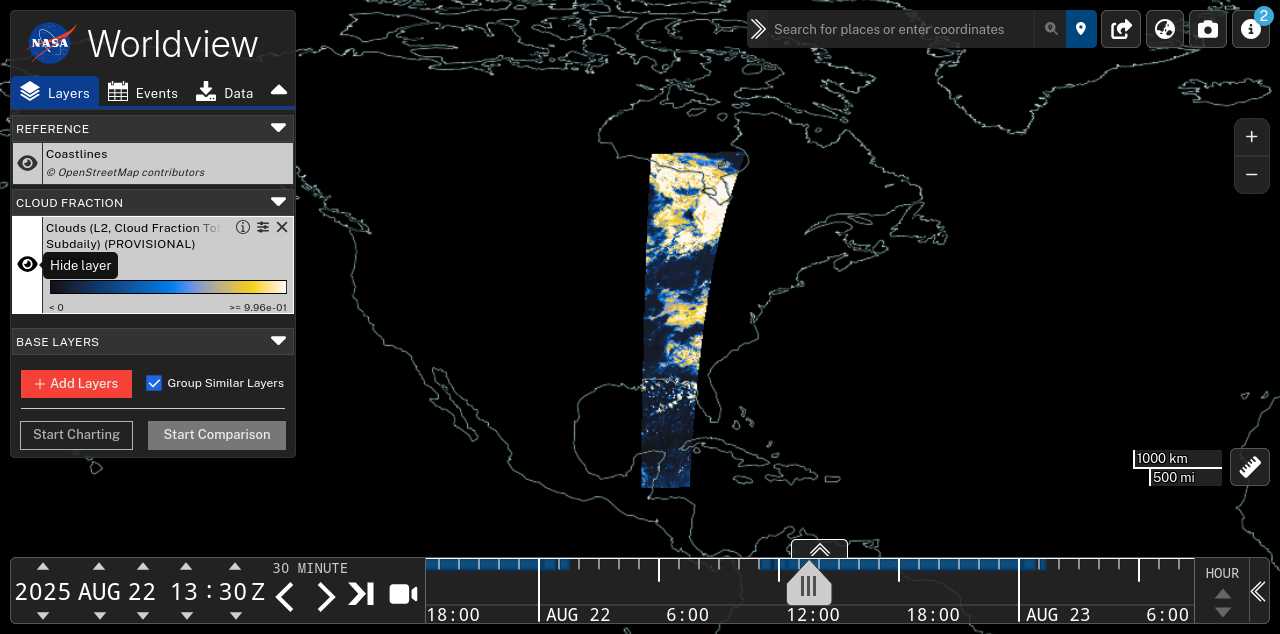 NASA
Worldview
Layers
Events
Data
REFERENCE
Coastlines
© OpenStreetMap contributors
CLOUD FRACTION
Clouds (L2, Cloud Fraction
Subdaily) (PROVISIONAL)
Hide layer
< 0
>= 9.96e-01
BASE LAYERS
+ Add Layers
Group Similar Layers
Start Charting
Start Comparison
Search for places or enter coordinates
2
+
−
1000 km
500 mi
2025 AUG 22 13 : 30 Z
30 MINUTE
18:00
AUG 22
6:00
12:00
18:00
AUG 23
6:00
HOUR